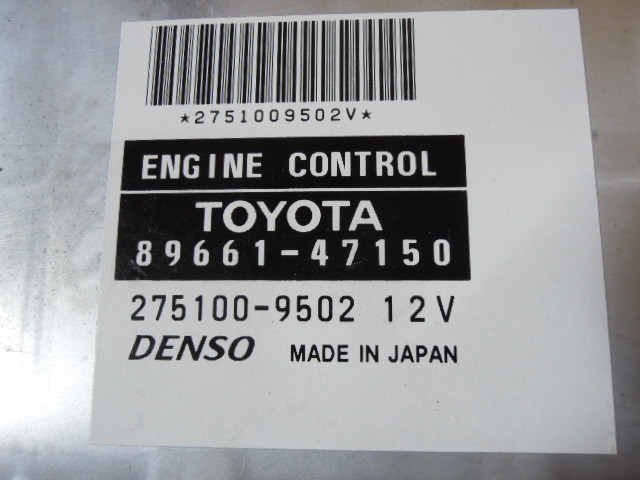 *2751009502V*
ENGINE CONTROL
TOYOTA
89661-47150
275100-9502 12V
DENSO MADE IN JAPAN